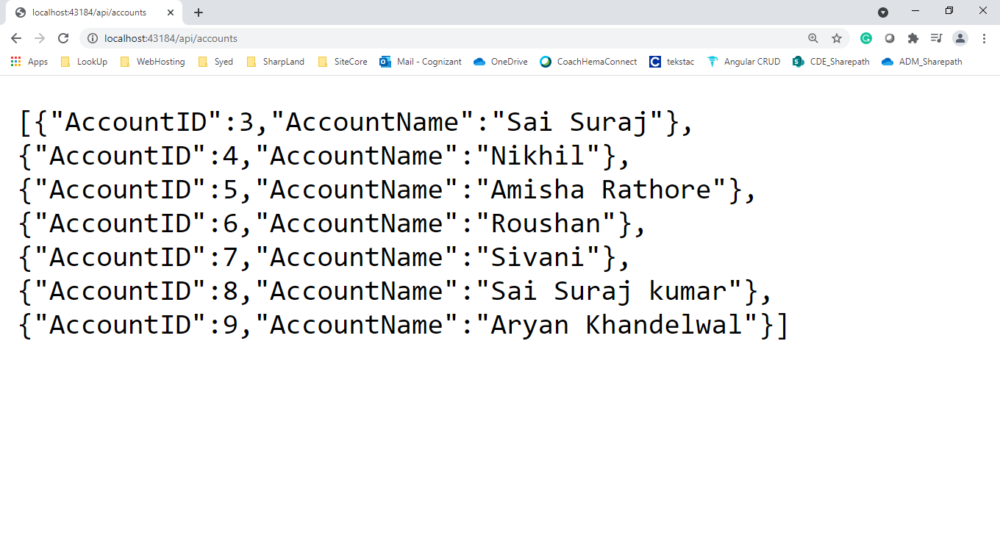 localhost:43184/api/accounts
localhost:43184/api/accounts
Apps LookUp WebHosting Syed SharpLand SiteCore Mail - Cognizant OneDrive CoachHemaConnect tekstac Angular CRUD CDE_Sharepath ADM_Sharepath
[{"AccountID":3,"AccountName":"Sai Suraj"},
{"AccountID":4,"AccountName":"Nikhil"},
{"AccountID":5,"AccountName":"Amisha Rathore"},
{"AccountID":6,"AccountName":"Roushan"},
{"AccountID":7,"AccountName":"Sivani"},
{"AccountID":8,"AccountName":"Sai Suraj kumar"},
{"AccountID":9,"AccountName":"Aryan Khandelwal"}]